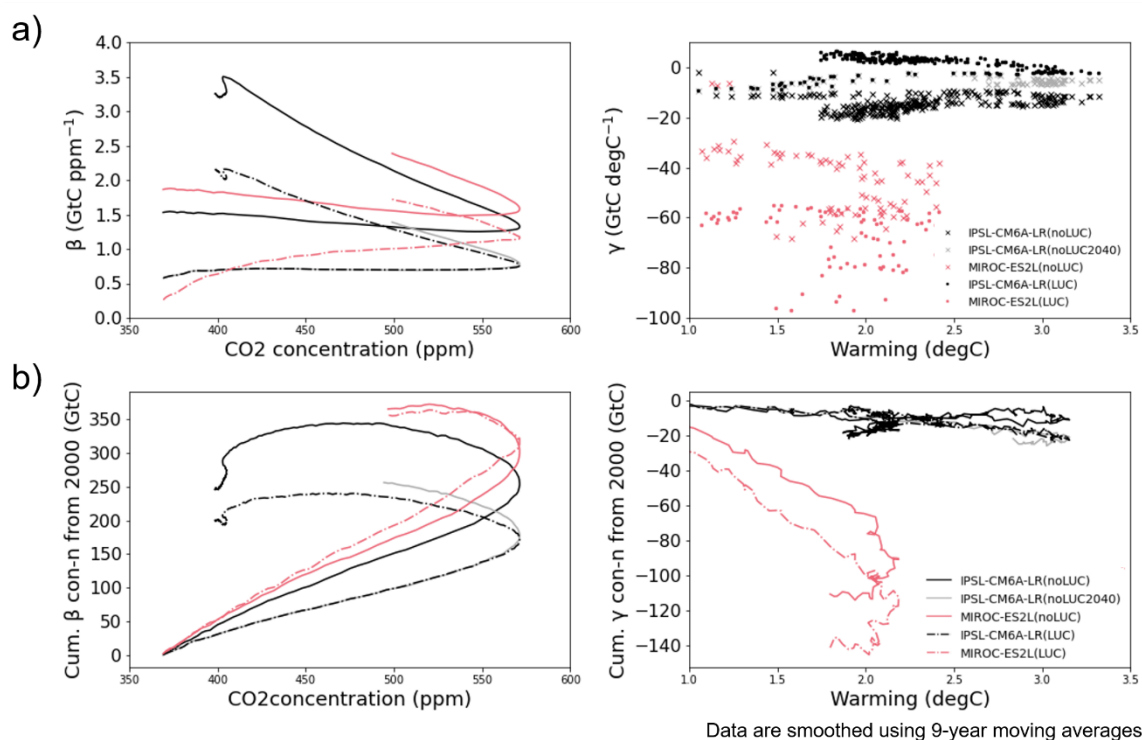 a)
4.0
3.5
3.0
2.5
2.0
1.5
1.0
0.5
0.0
β (GtC ppm⁻¹)
350 400 450 500 550 600
CO2 concentration (ppm)
0
−20
−40
−60
−80
−100
γ (GtC degC⁻¹)
IPSL-CM6A-LR(noLUC)
IPSL-CM6A-LR(noLUC2040)
MIROC-ES2L(noLUC)
IPSL-CM6A-LR(LUC)
MIROC-ES2L(LUC)
1.0 1.5 2.0 2.5 3.0 3.5
Warming (degC)
b)
350
300
250
200
150
100
50
0
Cum. β con-n from 2000 (GtC)
350 400 450 500 550 600
CO2concentration (ppm)
0
−20
−40
−60
−80
−100
−120
−140
Cum. γ con-n from 2000 (GtC)
IPSL-CM6A-LR(noLUC)
IPSL-CM6A-LR(noLUC2040)
MIROC-ES2L(noLUC)
IPSL-CM6A-LR(LUC)
MIROC-ES2L(LUC)
1.0 1.5 2.0 2.5 3.0 3.5
Warming (degC)
Data are smoothed using 9-year moving averages